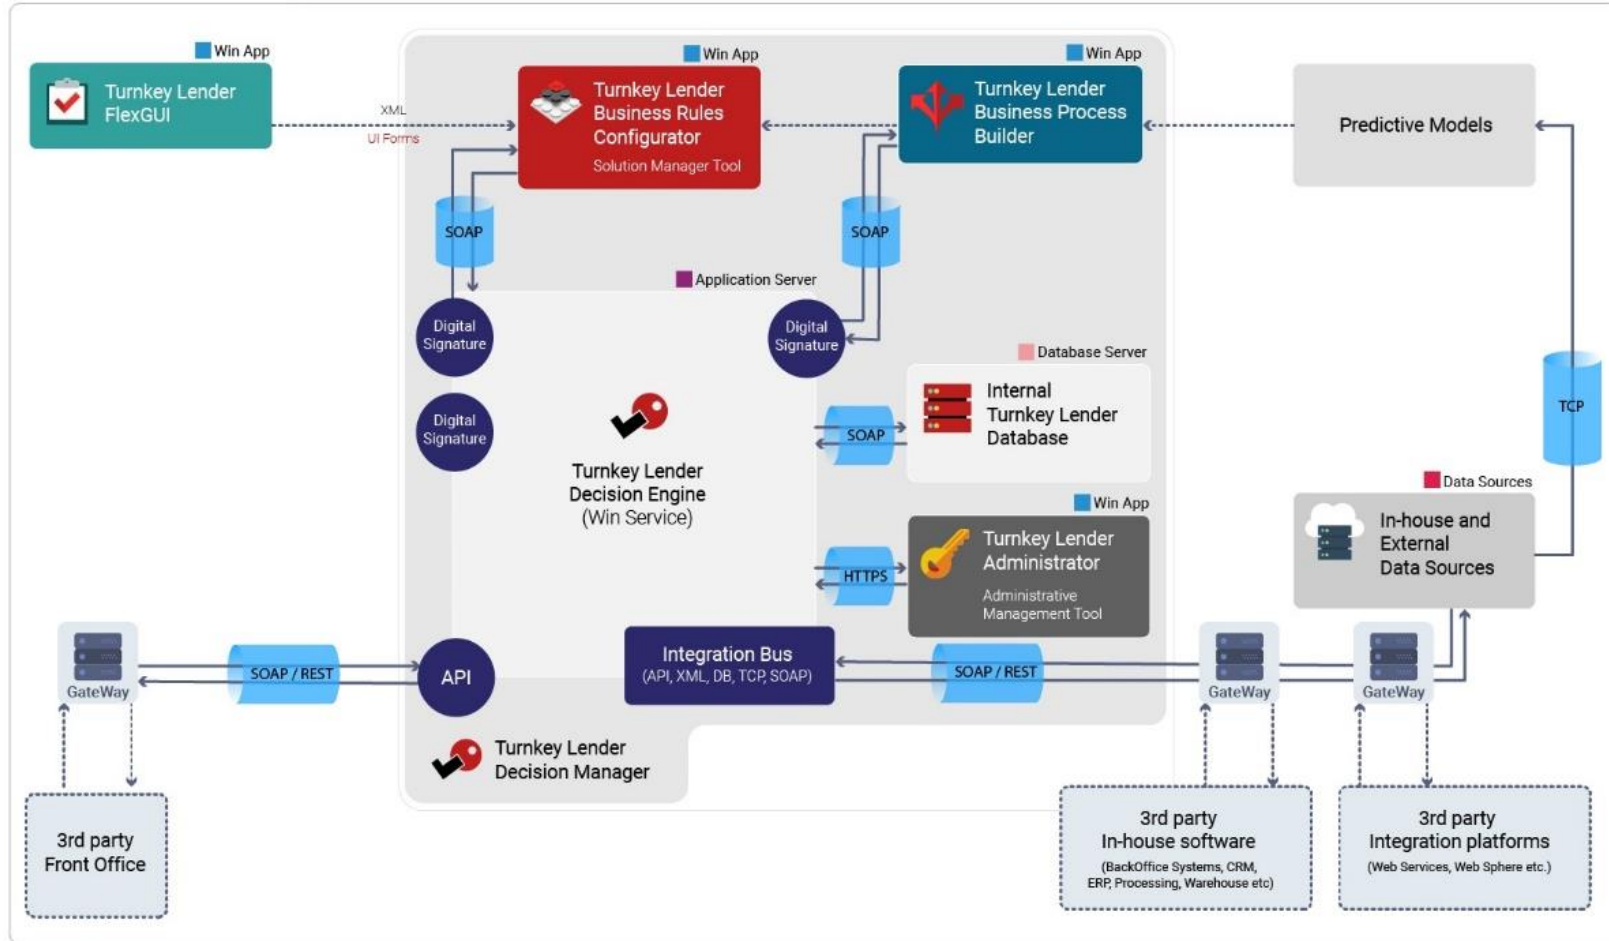 Win App
Turnkey Lender
FlexGUI
XML
UI Forms
Win App
Turnkey Lender
Business Rules
Configurator
Solution Manager Tool
Win App
Turnkey Lender
Business Process
Builder
Predictive Models
SOAP
SOAP
Application Server
Digital
Signature
Digital
Signature
Digital
Signature
Turnkey Lender
Decision Engine
(Win Service)
Database Server
Internal
Turnkey Lender
Database
SOAP
TCP
Win App
Turnkey Lender
Administrator
Administrative
Management Tool
HTTPS
Data Sources
In-house and
External
Data Sources
GateWay
SOAP / REST
API
Integration Bus
(API, XML, DB, TCP, SOAP)
SOAP / REST
GateWay
GateWay
Turnkey Lender
Decision Manager
3rd party
Front Office
3rd party
In-house software
(BackOffice Systems, CRM,
ERP, Processing, Warehouse etc)
3rd party
Integration platforms
(Web Services, Web Sphere etc.)